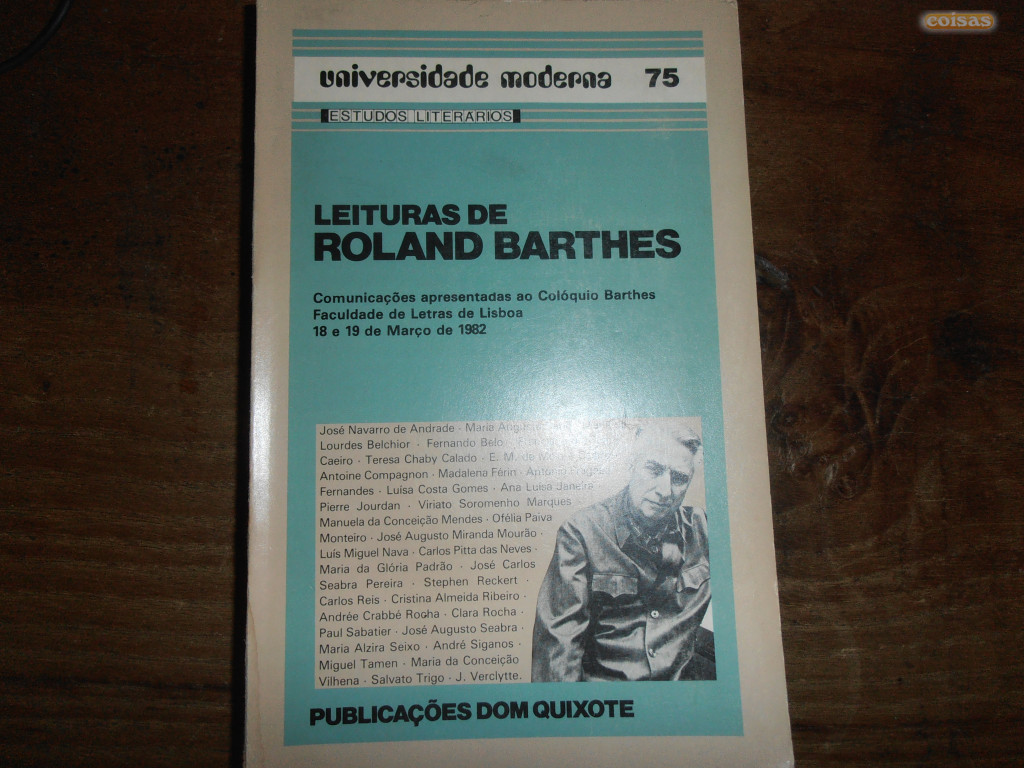 coisas
universidade moderna 75
ESTUDOS LITERÁRIOS
LEITURAS DE
ROLAND BARTHES
Comunicações apresentadas ao Colóquio Barthes
Faculdade de Letras de Lisboa
18 e 19 de Março de 1982
José Navarro de Andrade · Maria
Lourdes Belchior · Fernando Belo ·
Caeiro · Teresa Chaby Calado · E. M. de
Antoine Compagnon · Madalena Férin ·
Fernandes · Luísa Costa Gomes · Ana Luísa Janeira ·
Pierre Jourdan · Viriato Soromenho Marques ·
Manuela da Conceição Mendes · Ofélia Paiva
Monteiro · José Augusto Miranda Mourão ·
Luís Miguel Nava · Carlos Pitta das Neves ·
Maria da Glória Padrão · José Carlos
Seabra Pereira · Stephen Reckert ·
Carlos Reis · Cristina Almeida Ribeiro ·
Andrée Crabbé Rocha · Clara Rocha ·
Paul Sabatier · José Augusto Seabra ·
Maria Alzira Seixo · André Siganos ·
Miguel Tamen · Maria da Conceição
Vilhena · Salvato Trigo · J. Verclytte.
PUBLICAÇÕES DOM QUIXOTE